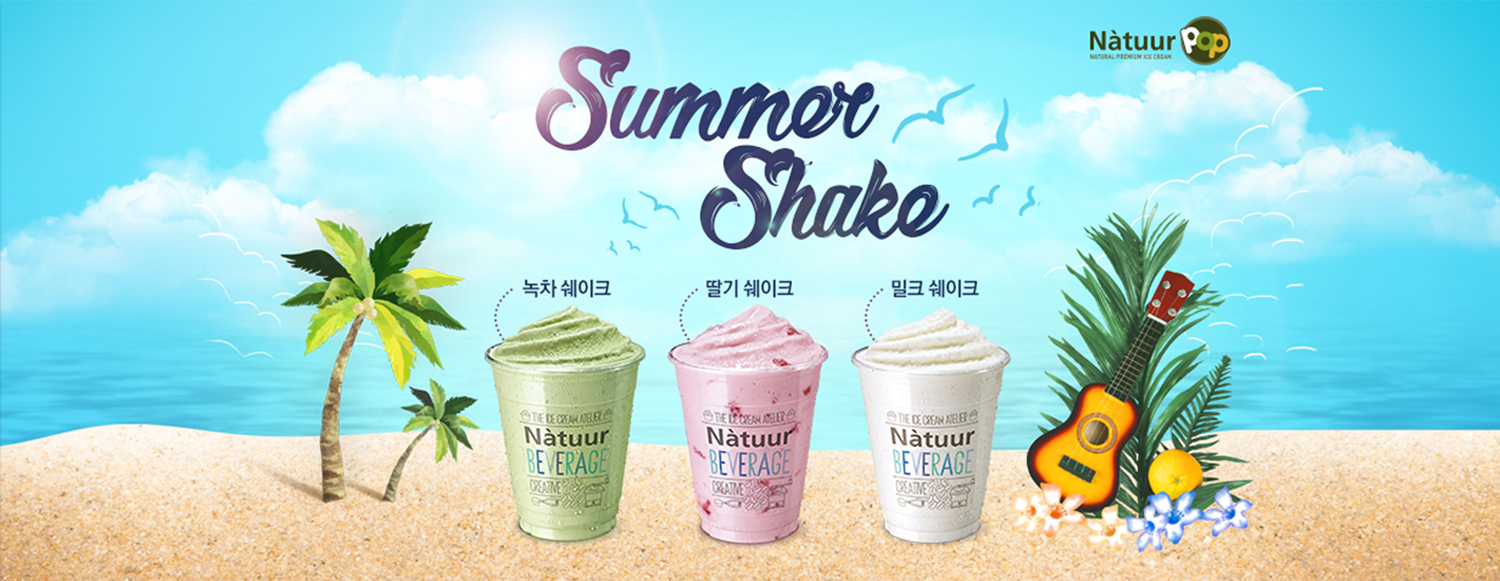 Nàtuur pop
NATURAL PREMIUM ICE CREAM
Summer
Shake
녹차 쉐이크
딸기 쉐이크
밀크 쉐이크
THE ICE CREAM ATELIER
Nàtuur
BEVERAGE
CREATIVE
THE ICE CREAM ATELIER
Nàtuur
BEVERAGE
CREATIVE
THE ICE CREAM ATELIER
Nàtuur
BEVERAGE
CREATIVE